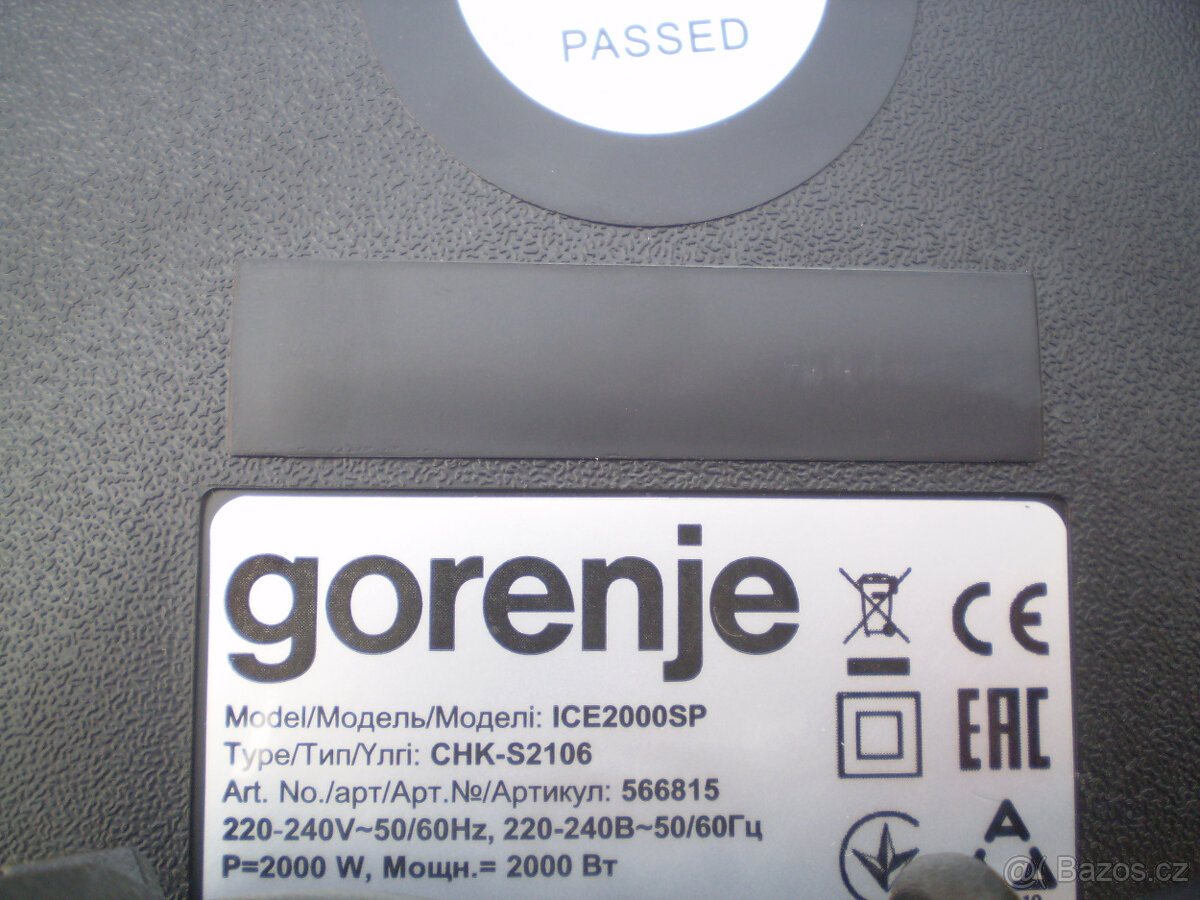 PASSED
gorenje
Model/Модель/Моделі: ICE2000SP
Type/Тип/Үлгі: CHK-S2106
Art. No./арт/Арт.№/Артикул: 566815
220-240V~50/60Hz, 220-240В~50/60Гц
P=2000 W, Мощн.= 2000 Вт
CE
EAC
Bazos.cz